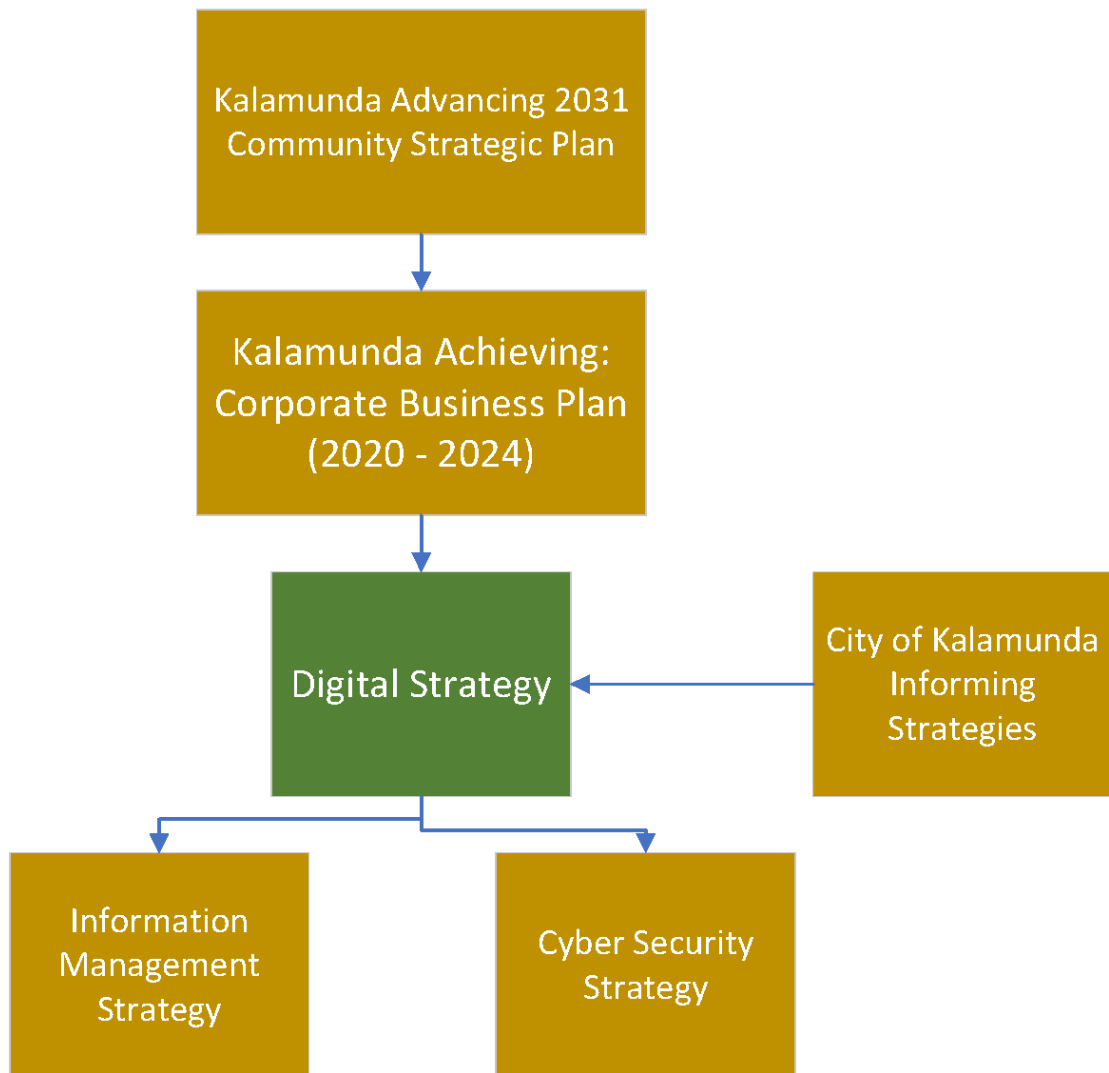 Kalamunda Advancing 2031
Community Strategic Plan
Kalamunda Achieving:
Corporate Business Plan
(2020 - 2024)
Digital Strategy
City of Kalamunda
Informing
Strategies
Information
Management
Strategy
Cyber Security
Strategy